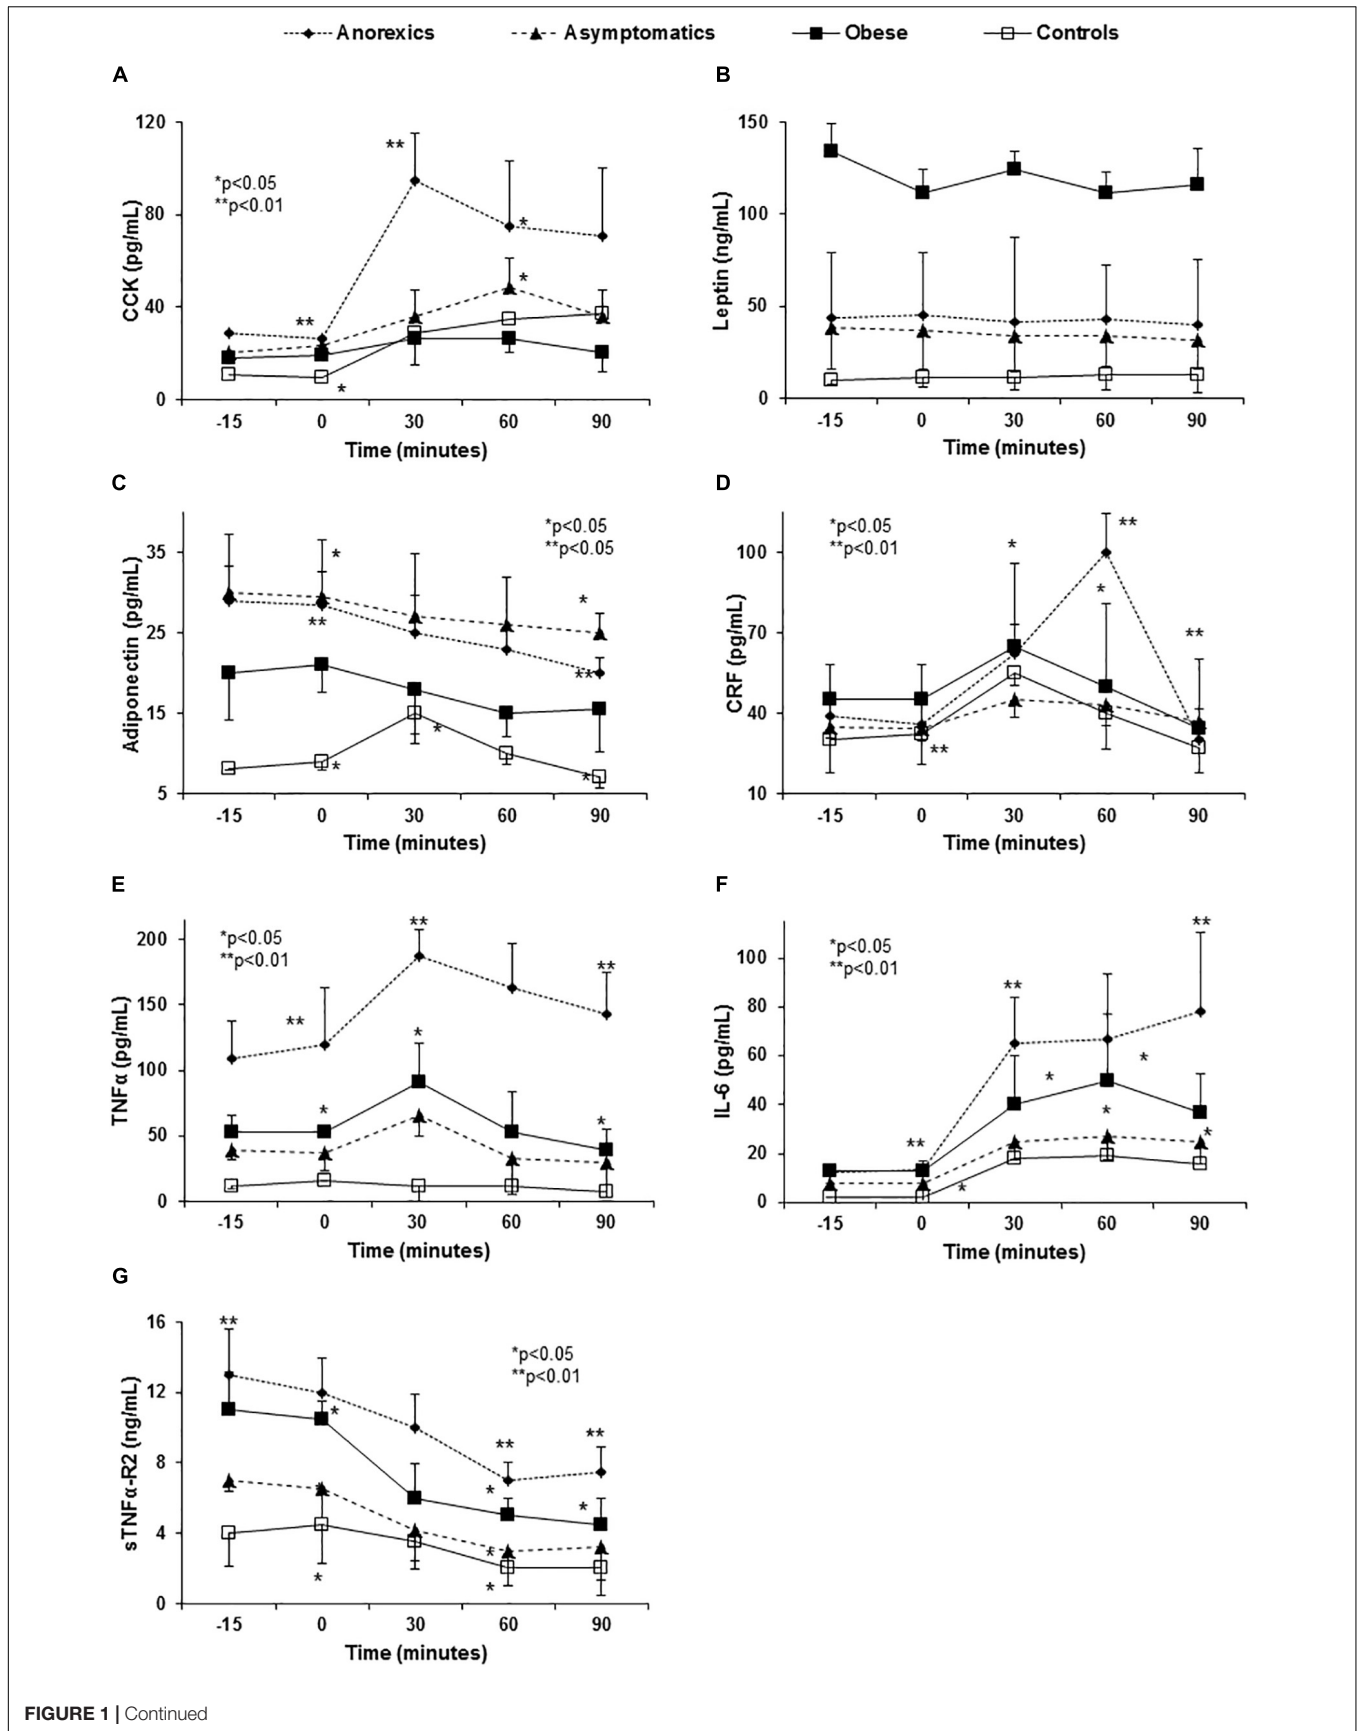 Anorexics Asymptomatics Obese Controls
A
CCK (pg/mL)
120
80
40
0
*p<0.05
**p<0.01
**
**
*
*
*
-15 0 30 60 90
Time (minutes)
B
Leptin (ng/mL)
150
100
50
0
-15 0 30 60 90
Time (minutes)
C
Adiponectin (pg/mL)
35
25
15
5
*p<0.05
**p<0.05
*
**
*
**
*
*
*
-15 0 30 60 90
Time (minutes)
D
CRF (pg/mL)
100
70
40
10
*p<0.05
**p<0.01
*
**
*
**
**
-15 0 30 60 90
Time (minutes)
E
TNFα (pg/mL)
200
150
100
50
0
*p<0.05
**p<0.01
**
**
**
*
*
*
-15 0 30 60 90
Time (minutes)
F
IL-6 (pg/mL)
100
80
60
40
20
0
*p<0.05
**p<0.01
**
**
**
*
*
*
*
*
-15 0 30 60 90
Time (minutes)
G
sTNFα-R2 (ng/mL)
16
12
8
4
0
*p<0.05
**p<0.01
**
*
**
**
*
*
*
*
*
-15 0 30 60 90
Time (minutes)
FIGURE 1 | Continued